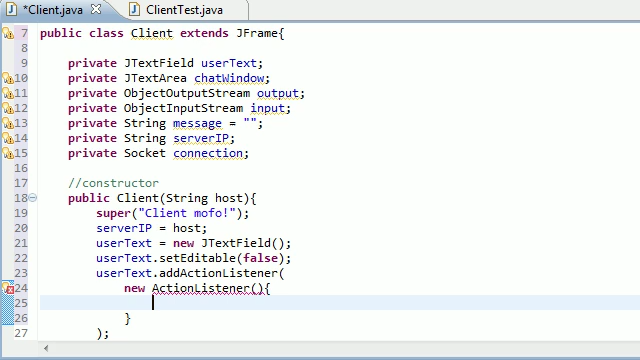 *Client.java ClientTest.java
7 public class Client extends JFrame{
8
9 private JTextField userText;
10 private JTextArea chatWindow;
11 private ObjectOutputStream output;
12 private ObjectInputStream input;
13 private String message = "";
14 private String serverIP;
15 private Socket connection;
16
17 //constructor
18 public Client(String host){
19 super("Client mofo!");
20 serverIP = host;
21 userText = new JTextField();
22 userText.setEditable(false);
23 userText.addActionListener(
24 new ActionListener(){
25
26 }
27 );